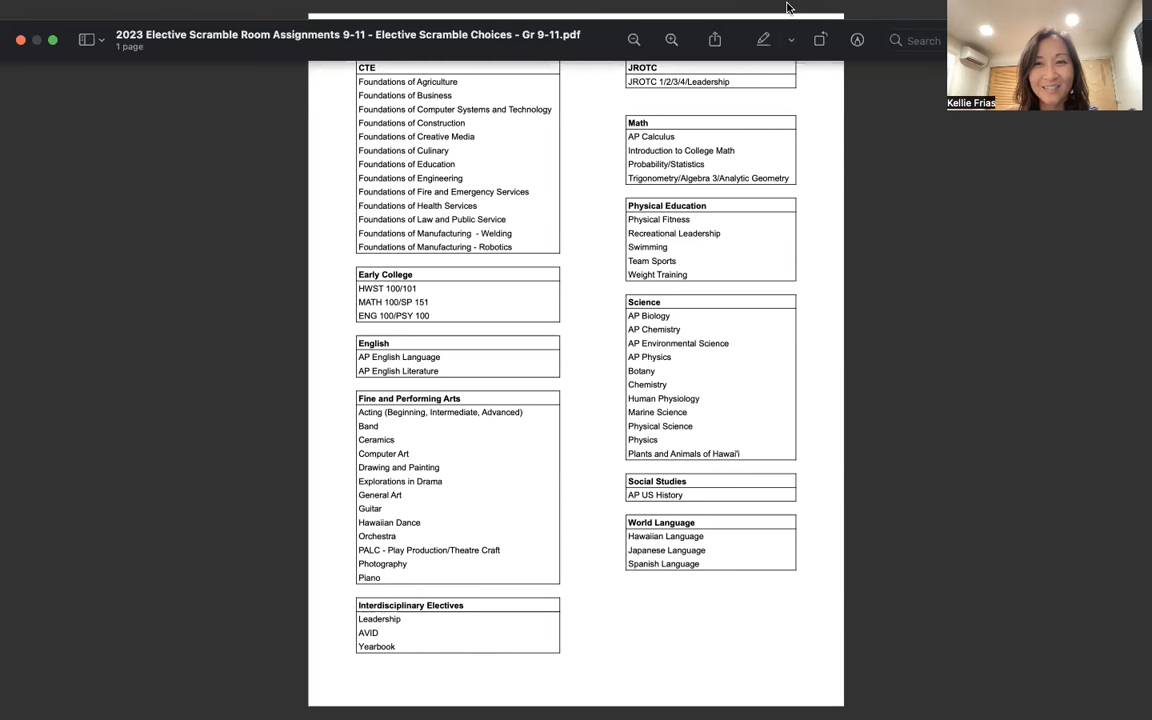 2023 Elective Scramble Room Assignments 9-11 - Elective Scramble Choices - Gr 9-11.pdf
1 page
Search
Kellie Frias
CTE
Foundations of Agriculture
Foundations of Business
Foundations of Computer Systems and Technology
Foundations of Construction
Foundations of Creative Media
Foundations of Culinary
Foundations of Education
Foundations of Engineering
Foundations of Fire and Emergency Services
Foundations of Health Services
Foundations of Law and Public Service
Foundations of Manufacturing - Welding
Foundations of Manufacturing - Robotics
Early College
HWST 100/101
MATH 100/SP 151
ENG 100/PSY 100
English
AP English Language
AP English Literature
Fine and Performing Arts
Acting (Beginning, Intermediate, Advanced)
Band
Ceramics
Computer Art
Drawing and Painting
Explorations in Drama
General Art
Guitar
Hawaiian Dance
Orchestra
PALC - Play Production/Theatre Craft
Photography
Piano
Interdisciplinary Electives
Leadership
AVID
Yearbook
JROTC
JROTC 1/2/3/4/Leadership
Math
AP Calculus
Introduction to College Math
Probability/Statistics
Trigonometry/Algebra 3/Analytic Geometry
Physical Education
Physical Fitness
Recreational Leadership
Swimming
Team Sports
Weight Training
Science
AP Biology
AP Chemistry
AP Environmental Science
AP Physics
Botany
Chemistry
Human Physiology
Marine Science
Physical Science
Physics
Plants and Animals of Hawai'i
Social Studies
AP US History
World Language
Hawaiian Language
Japanese Language
Spanish Language